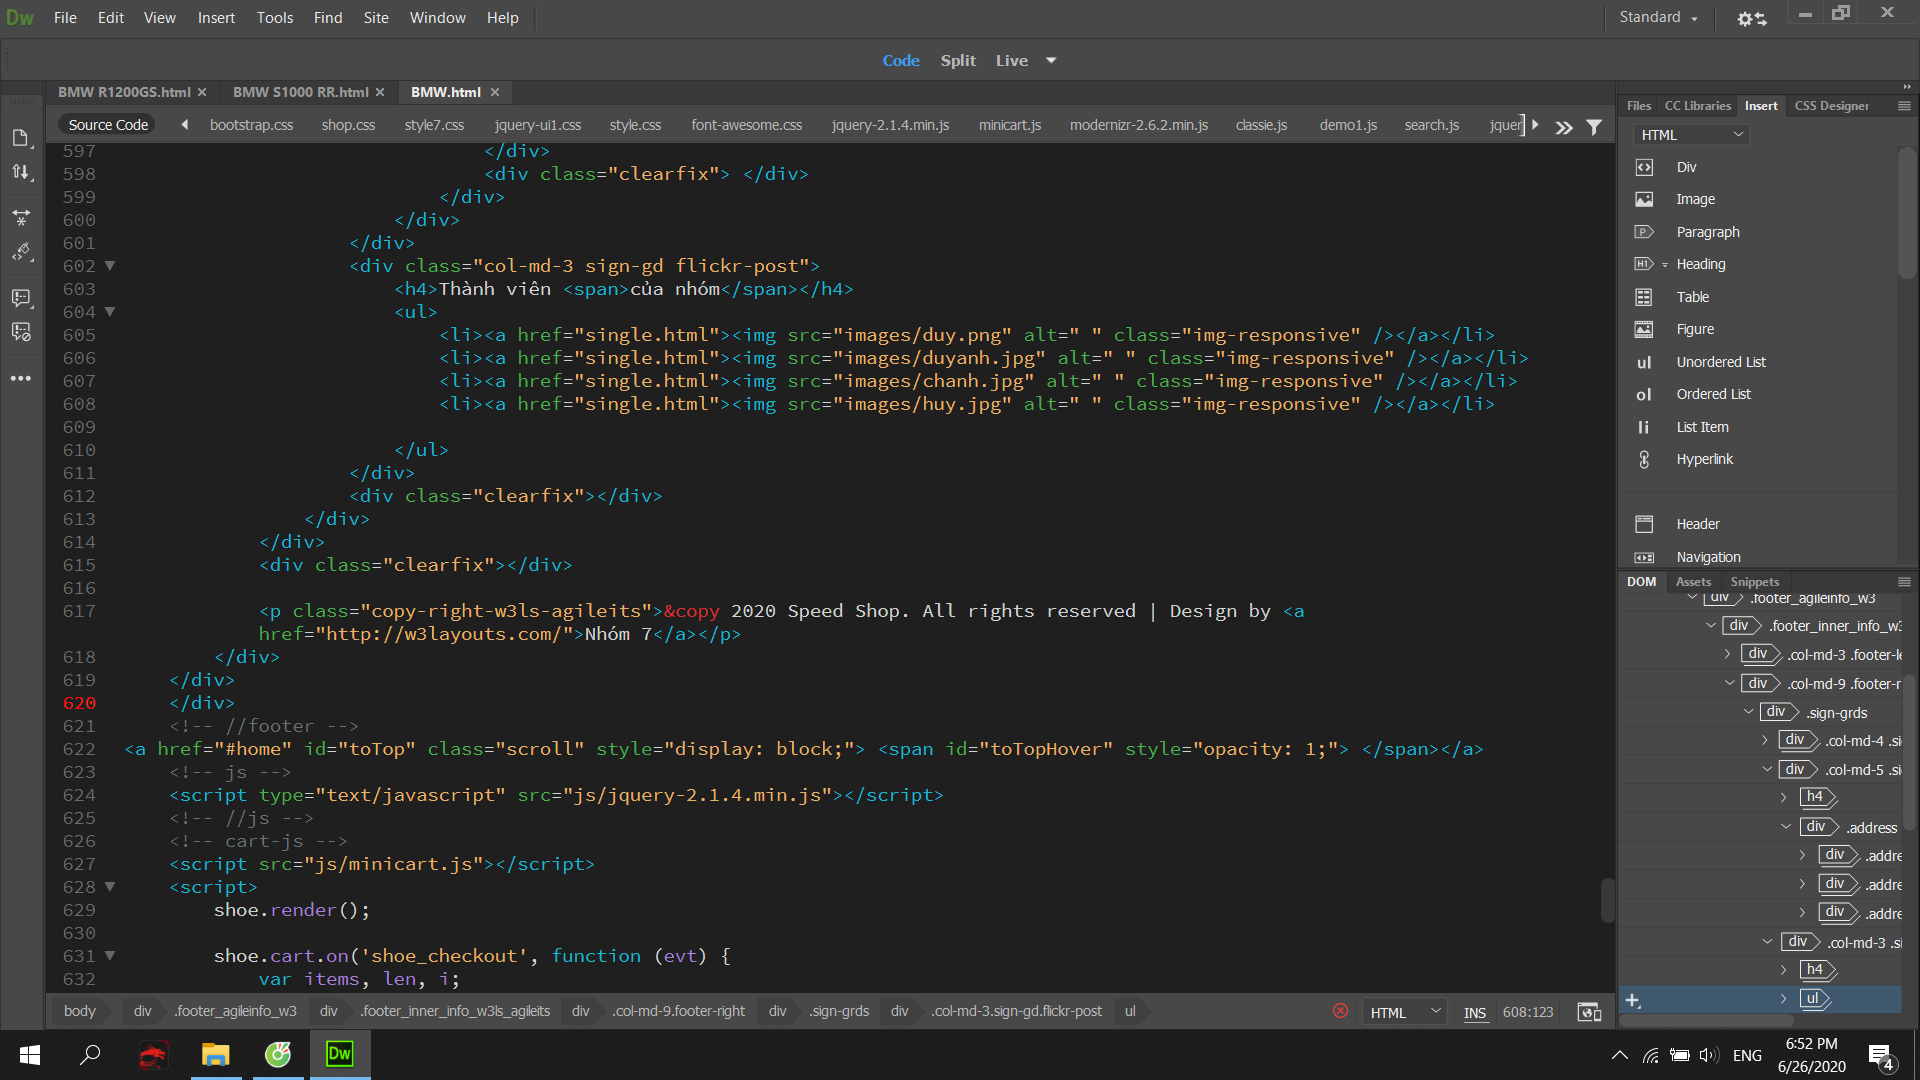 Dw File Edit View Insert Tools Find Site Window Help Standard
Code Split Live
BMW R1200GS.html × BMW S1000 RR.html × BMW.html ×
Source Code bootstrap.css shop.css style7.css jquery-ui1.css style.css font-awesome.css jquery-2.1.4.min.js minicart.js modernizr-2.6.2.min.js classie.js demo1.js search.js jquer
597 </div>
598 <div class="clearfix"> </div>
599 </div>
600 </div>
601 </div>
602 <div class="col-md-3 sign-gd flickr-post">
603 <h4>Thành viên <span>của nhóm</span></h4>
604 <ul>
605 <li><a href="single.html"><img src="images/duy.png" alt=" " class="img-responsive" /></a></li>
606 <li><a href="single.html"><img src="images/duyanh.jpg" alt=" " class="img-responsive" /></a></li>
607 <li><a href="single.html"><img src="images/chanh.jpg" alt=" " class="img-responsive" /></a></li>
608 <li><a href="single.html"><img src="images/huy.jpg" alt=" " class="img-responsive" /></a></li>
609
610 </ul>
611 </div>
612 <div class="clearfix"></div>
613 </div>
614 </div>
615 <div class="clearfix"></div>
616
617 <p class="copy-right-w3ls-agileits">&copy 2020 Speed Shop. All rights reserved | Design by <a
href="http://w3layouts.com/">Nhóm 7</a></p>
618 </div>
619 </div>
620 </div>
621 <!-- //footer -->
622 <a href="#home" id="toTop" class="scroll" style="display: block;"> <span id="toTopHover" style="opacity: 1;"> </span></a>
623 <!-- js -->
624 <script type="text/javascript" src="js/jquery-2.1.4.min.js"></script>
625 <!-- //js -->
626 <!-- cart-js -->
627 <script src="js/minicart.js"></script>
628 <script>
629 shoe.render();
630
631 shoe.cart.on('shoe_checkout', function (evt) {
632 var items, len, i;
body div .footer_agileinfo_w3 div .footer_inner_info_w3ls_agileits div .col-md-9.footer-right div .sign-grds div .col-md-3.sign-gd.flickr-post ul HTML INS 608:123
Files CC Libraries Insert CSS Designer
HTML
Div
Image
Paragraph
H1 Heading
Table
Figure
ul Unordered List
ol Ordered List
li List Item
Hyperlink
Header
Navigation
DOM Assets Snippets
div .footer_agileinfo_w3
div .footer_inner_info_w3
div .col-md-3 .footer-le
div .col-md-9 .footer-r
div .sign-grds
div .col-md-4 .si
div .col-md-5 .si
h4
div .address
div .addre
div .addre
div .addre
div .col-md-3 .si
h4
+ ul
Dw ENG 6:52 PM
6/26/2020 4